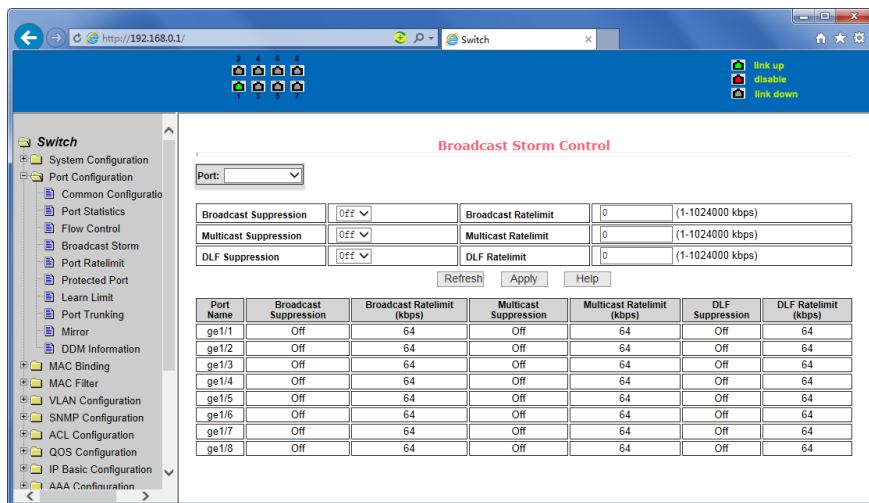 http://192.168.0.1/
Switch
2 4 6 8
1 3 5 7
link up
disable
link down
Switch
System Configuration
Port Configuration
Common Configuratio
Port Statistics
Flow Control
Broadcast Storm
Port Ratelimit
Protected Port
Learn Limit
Port Trunking
Mirror
DDM Information
MAC Binding
MAC Filter
VLAN Configuration
SNMP Configuration
ACL Configuration
QOS Configuration
IP Basic Configuration
AAA Configuration
Broadcast Storm Control
Port:
Broadcast Suppression Off Broadcast Ratelimit 0 (1-1024000 kbps)
Multicast Suppression Off Multicast Ratelimit 0 (1-1024000 kbps)
DLF Suppression Off DLF Ratelimit 0 (1-1024000 kbps)
Refresh Apply Help
Port Name Broadcast Suppression Broadcast Ratelimit (kbps) Multicast Suppression Multicast Ratelimit (kbps) DLF Suppression DLF Ratelimit (kbps)
ge1/1 Off 64 Off 64 Off 64
ge1/2 Off 64 Off 64 Off 64
ge1/3 Off 64 Off 64 Off 64
ge1/4 Off 64 Off 64 Off 64
ge1/5 Off 64 Off 64 Off 64
ge1/6 Off 64 Off 64 Off 64
ge1/7 Off 64 Off 64 Off 64
ge1/8 Off 64 Off 64 Off 64